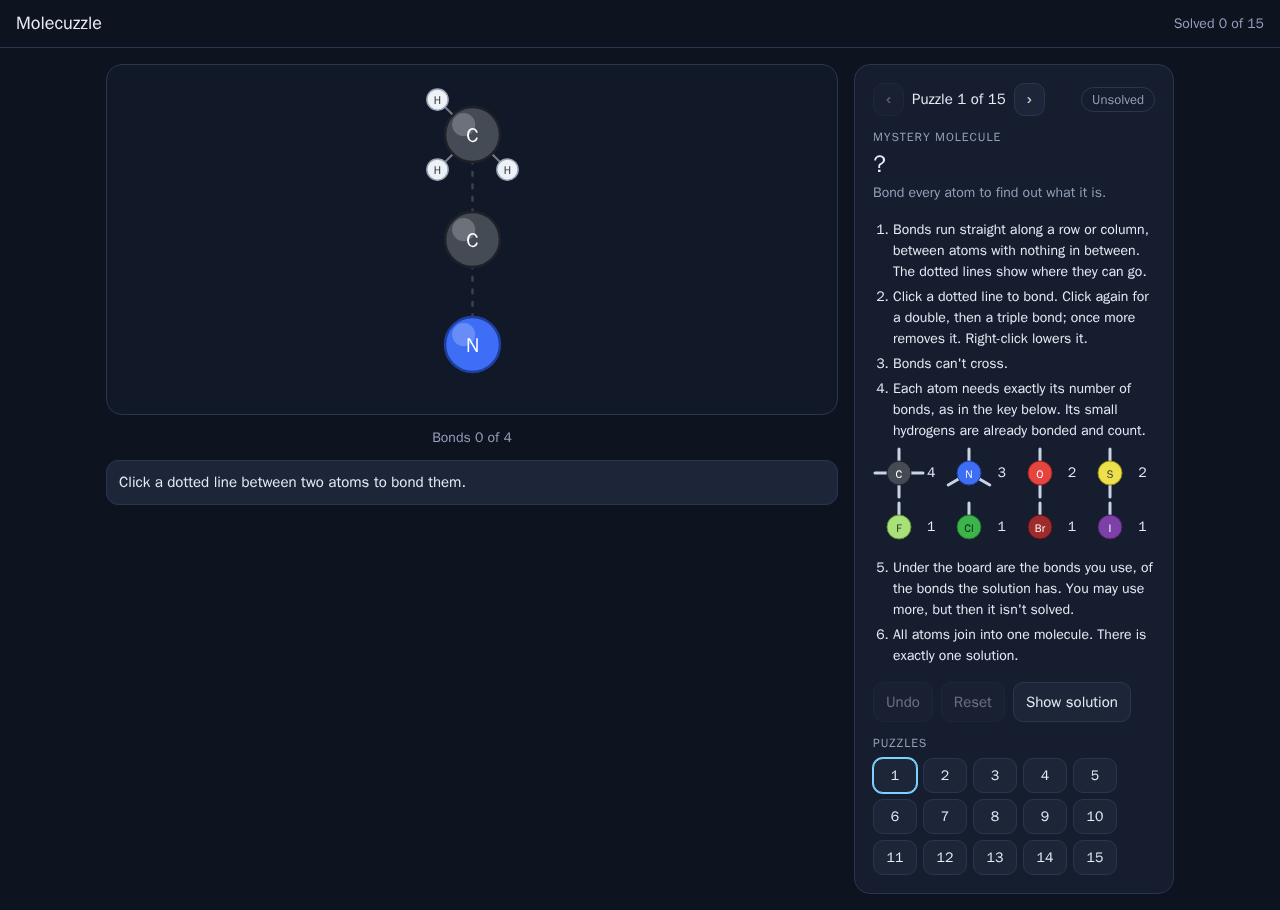 Molecuzzle
Solved 0 of 15
H
C
H
H
C
N
Bonds 0 of 4
Click a dotted line between two atoms to bond them.
‹
Puzzle 1 of 15
›
Unsolved
MYSTERY MOLECULE
?
Bond every atom to find out what it is.
1. Bonds run straight along a row or column,
between atoms with nothing in between.
The dotted lines show where they can go.
2. Click a dotted line to bond. Click again for
a double, then a triple bond; once more
removes it. Right-click lowers it.
3. Bonds can't cross.
4. Each atom needs exactly its number of
bonds, as in the key below. Its small
hydrogens are already bonded and count.
C 4 N 3 O 2 S 2
F 1 Cl 1 Br 1 I 1
5. Under the board are the bonds you use, of
the bonds the solution has. You may use
more, but then it isn't solved.
6. All atoms join into one molecule. There is
exactly one solution.
Undo Reset Show solution
PUZZLES
1 2 3 4 5
6 7 8 9 10
11 12 13 14 15